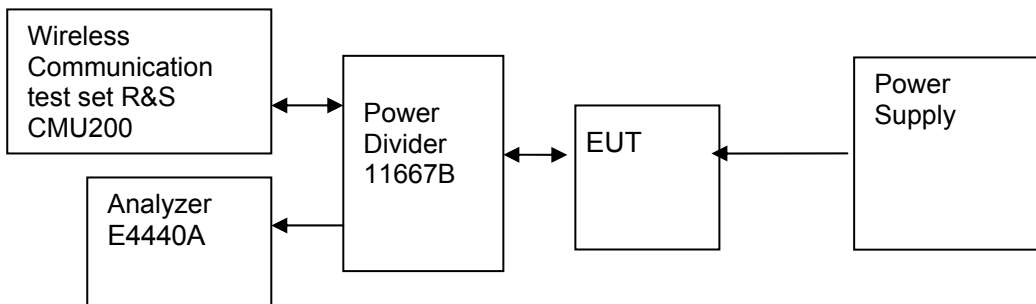 Wireless
Communication
test set R&S
CMU200
Power
Divider
11667B
EUT
Power
Supply
Analyzer
E4440A